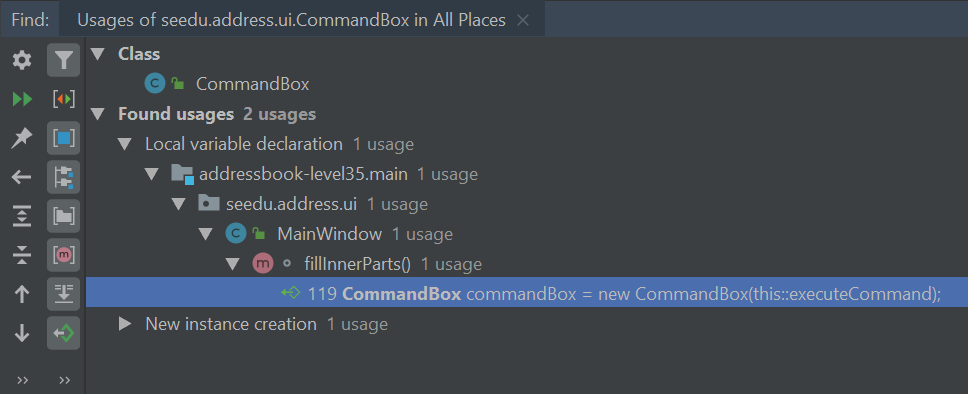 Find: Usages of seedu.address.ui.CommandBox in All Places
Class
C CommandBox
Found usages 2 usages
Local variable declaration 1 usage
addressbook-level35.main 1 usage
seedu.address.ui 1 usage
C MainWindow 1 usage
m fillInnerParts() 1 usage
119 CommandBox commandBox = new CommandBox(this::executeCommand);
New instance creation 1 usage